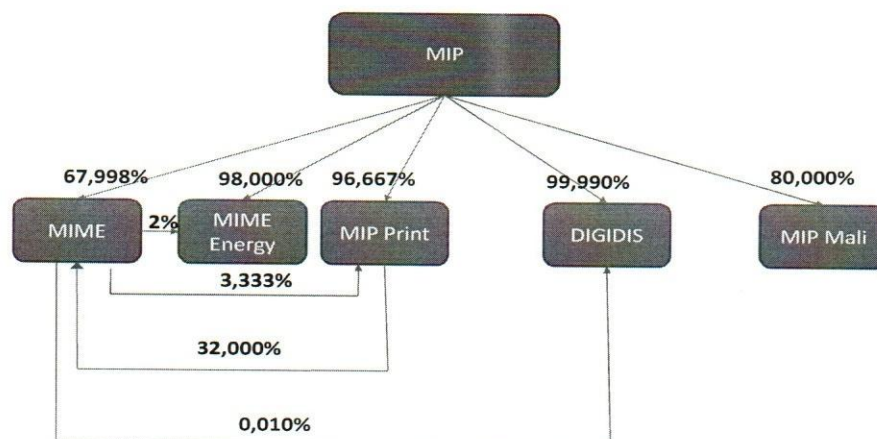 MIP
67,998%
98,000%
96,667%
99,990%
80,000%
MIME
2%
MIME
Energy
MIP Print
DIGIDIS
MIP Mali
3,333%
32,000%
0,010%